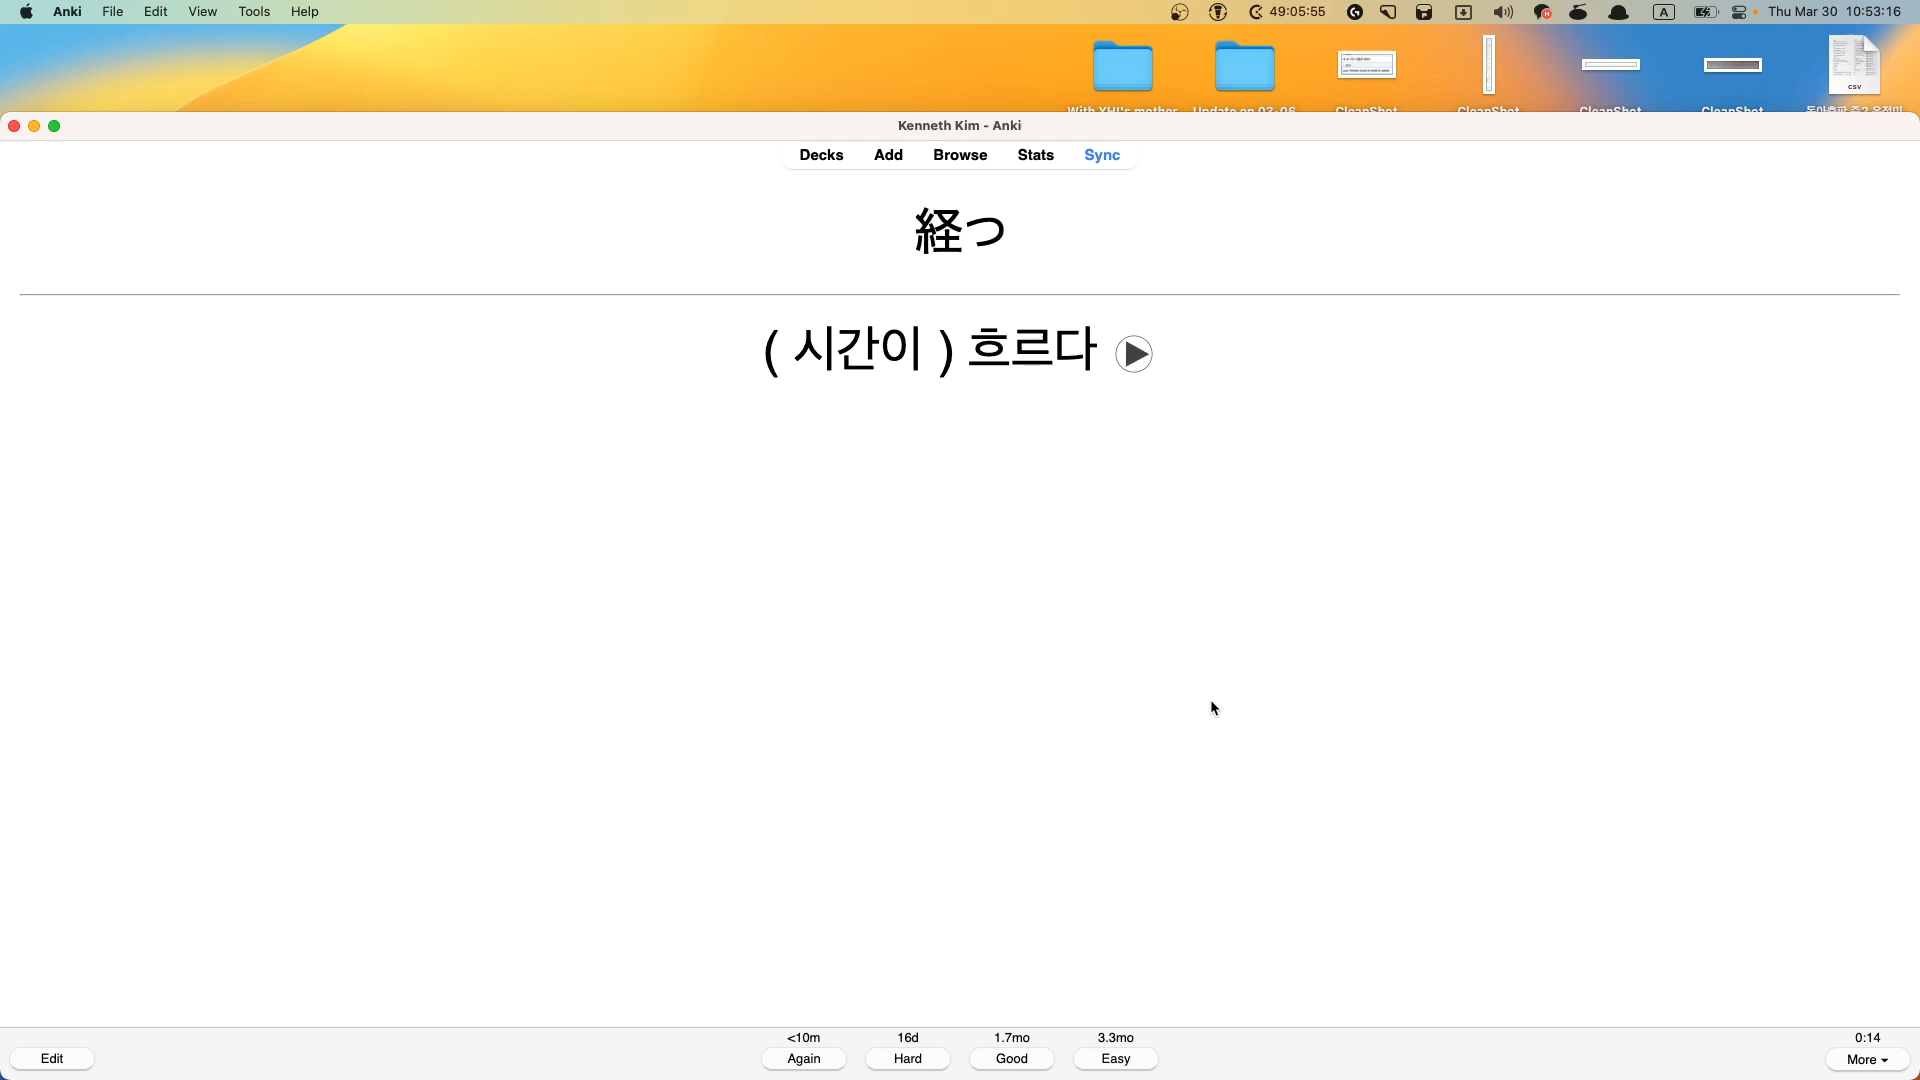 Anki File Edit View Tools Help 49:05:55 A Thu Mar 30 10:53:16
CSV
Kenneth Kim - Anki
Decks Add Browse Stats Sync
経つ
( 시간이 ) 흐르다
<10m 16d 1.7mo 3.3mo 0:14
Edit Again Hard Good Easy More